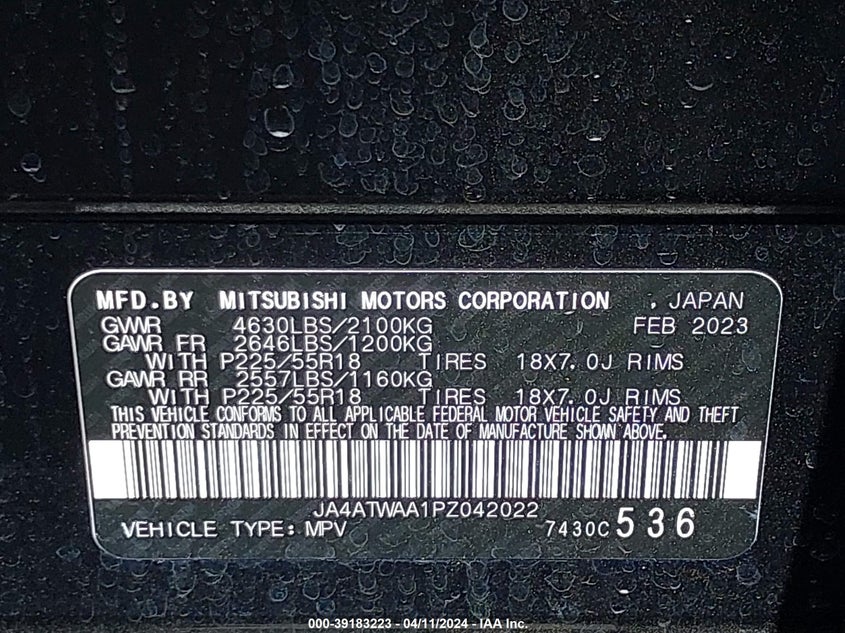 MFD.BY MITSUBISHI MOTORS CORPORATION , JAPAN
GVWR 4630LBS/2100KG FEB 2023
GAWR FR 2646LBS/1200KG
WITH P225/55R18 TIRES 18X7.0J RIMS
GAWR RR 2557LBS/1160KG
WITH P225/55R18 TIRES 18X7.0J RIMS
THIS VEHICLE CONFORMS TO ALL APPLICABLE FEDERAL MOTOR VEHICLE SAFETY AND THEFT
PREVENTION STANDARDS IN EFFECT ON THE DATE OF MANUFACTURE SHOWN ABOVE.
JA4ATWAA1PZ042022
VEHICLE TYPE: MPV 7430C 536
000-39183223 - 04/11/2024 - IAA Inc.